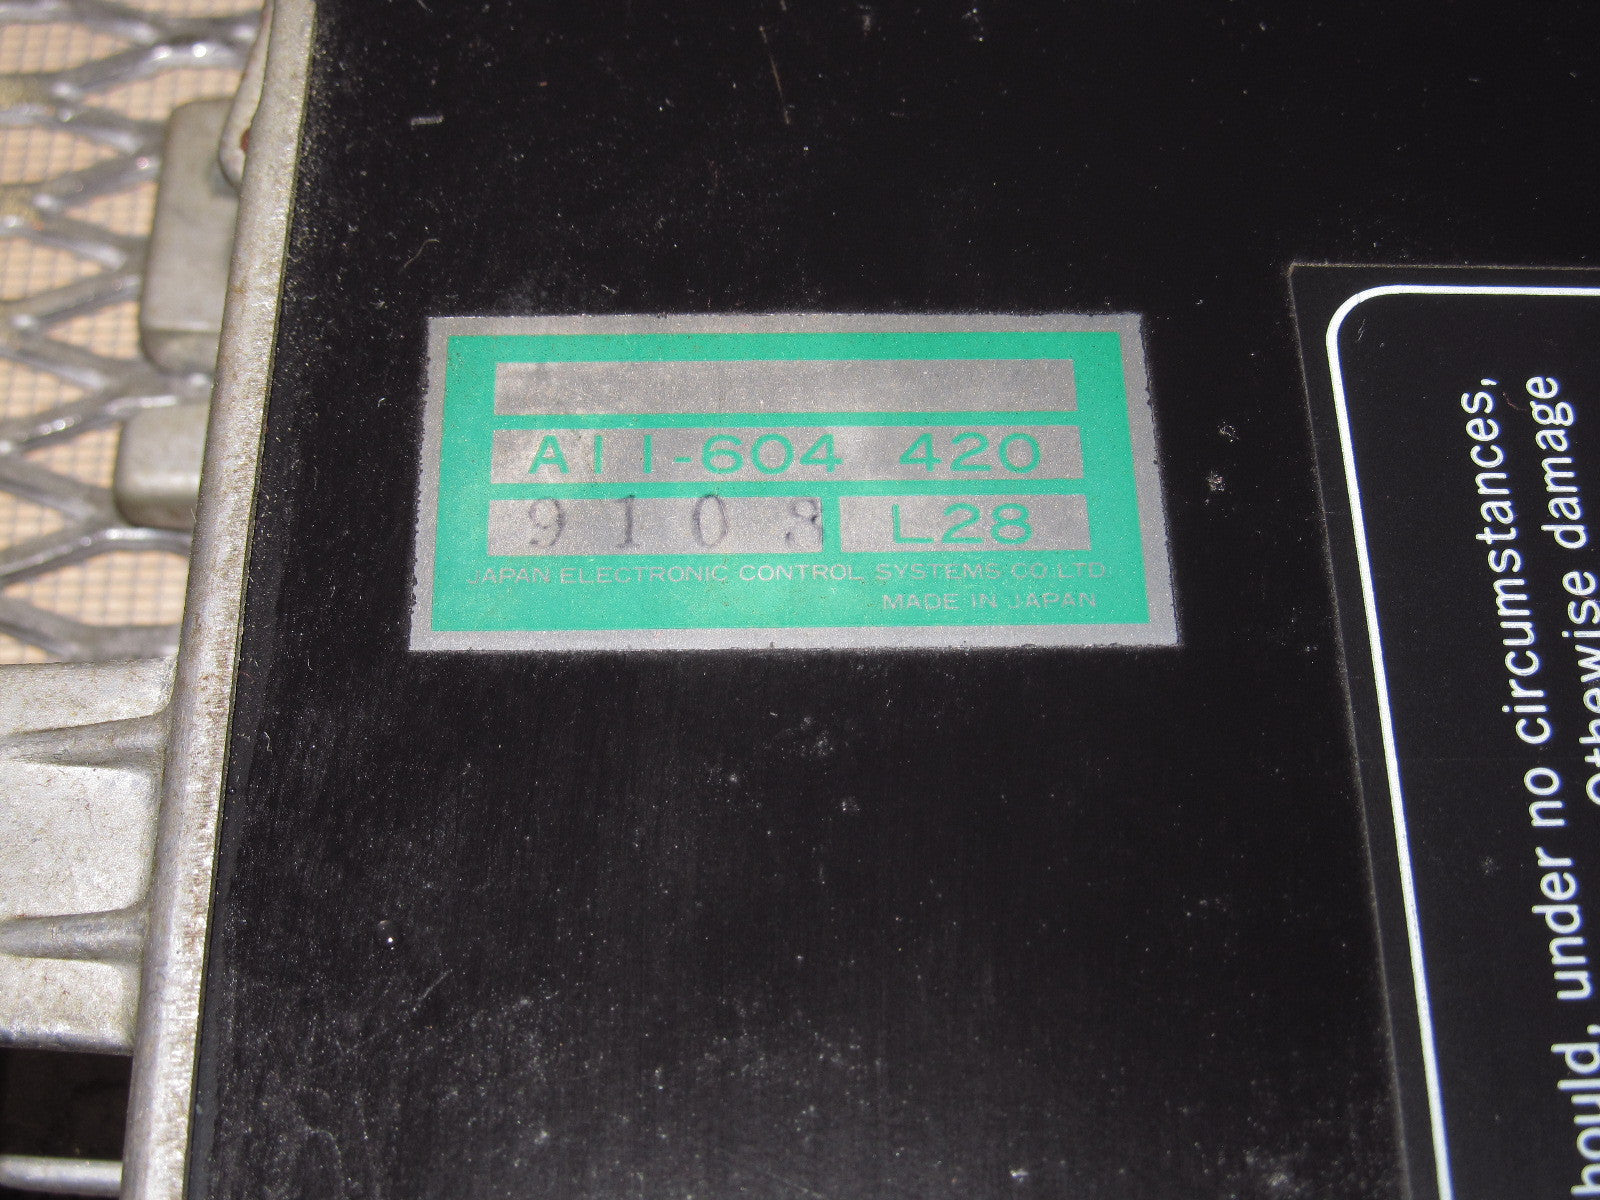 A11-604 420
9108 L28
JAPAN ELECTRONIC CONTROL SYSTEMS CO.LTD.
MADE IN JAPAN
hould, under no circumstances,
Othewise damage